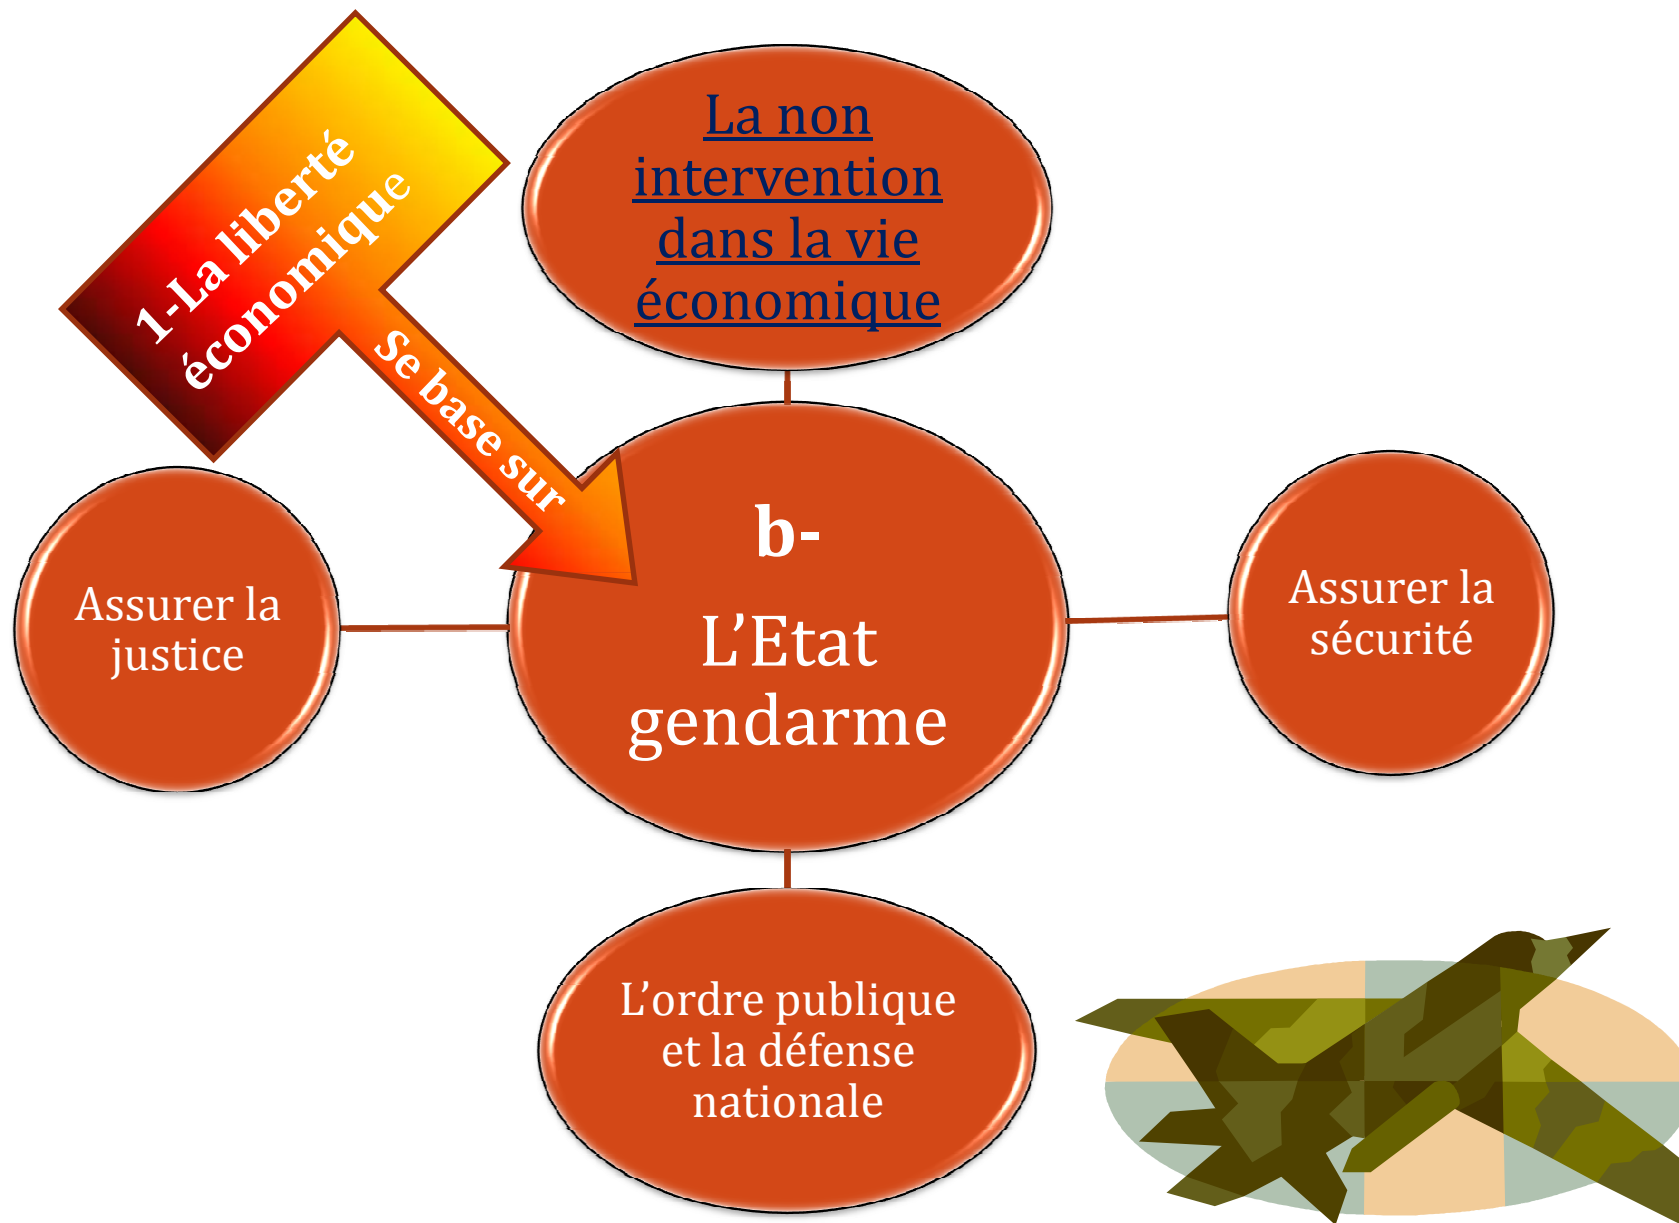 1-La liberté
économique
Se base sur
La non
intervention
dans la vie
économique
b-
L’Etat
gendarme
Assurer la
justice
Assurer la
sécurité
L’ordre publique
et la défense
nationale